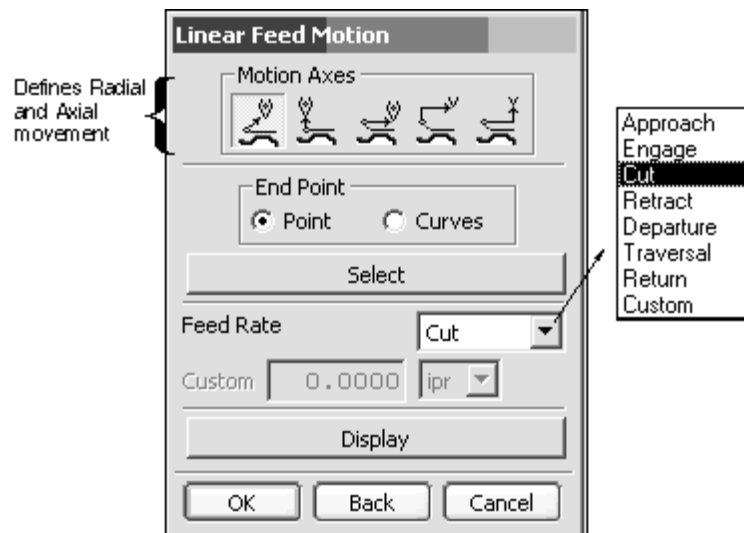 Linear Feed Motion
Motion Axes
Defines Radial
and Axial
movement
End Point
Point Curves
Select
Feed Rate Cut
Custom 0.0000 ipr
Display
OK Back Cancel
Approach
Engage
Cut
Retract
Departure
Traversal
Return
Custom